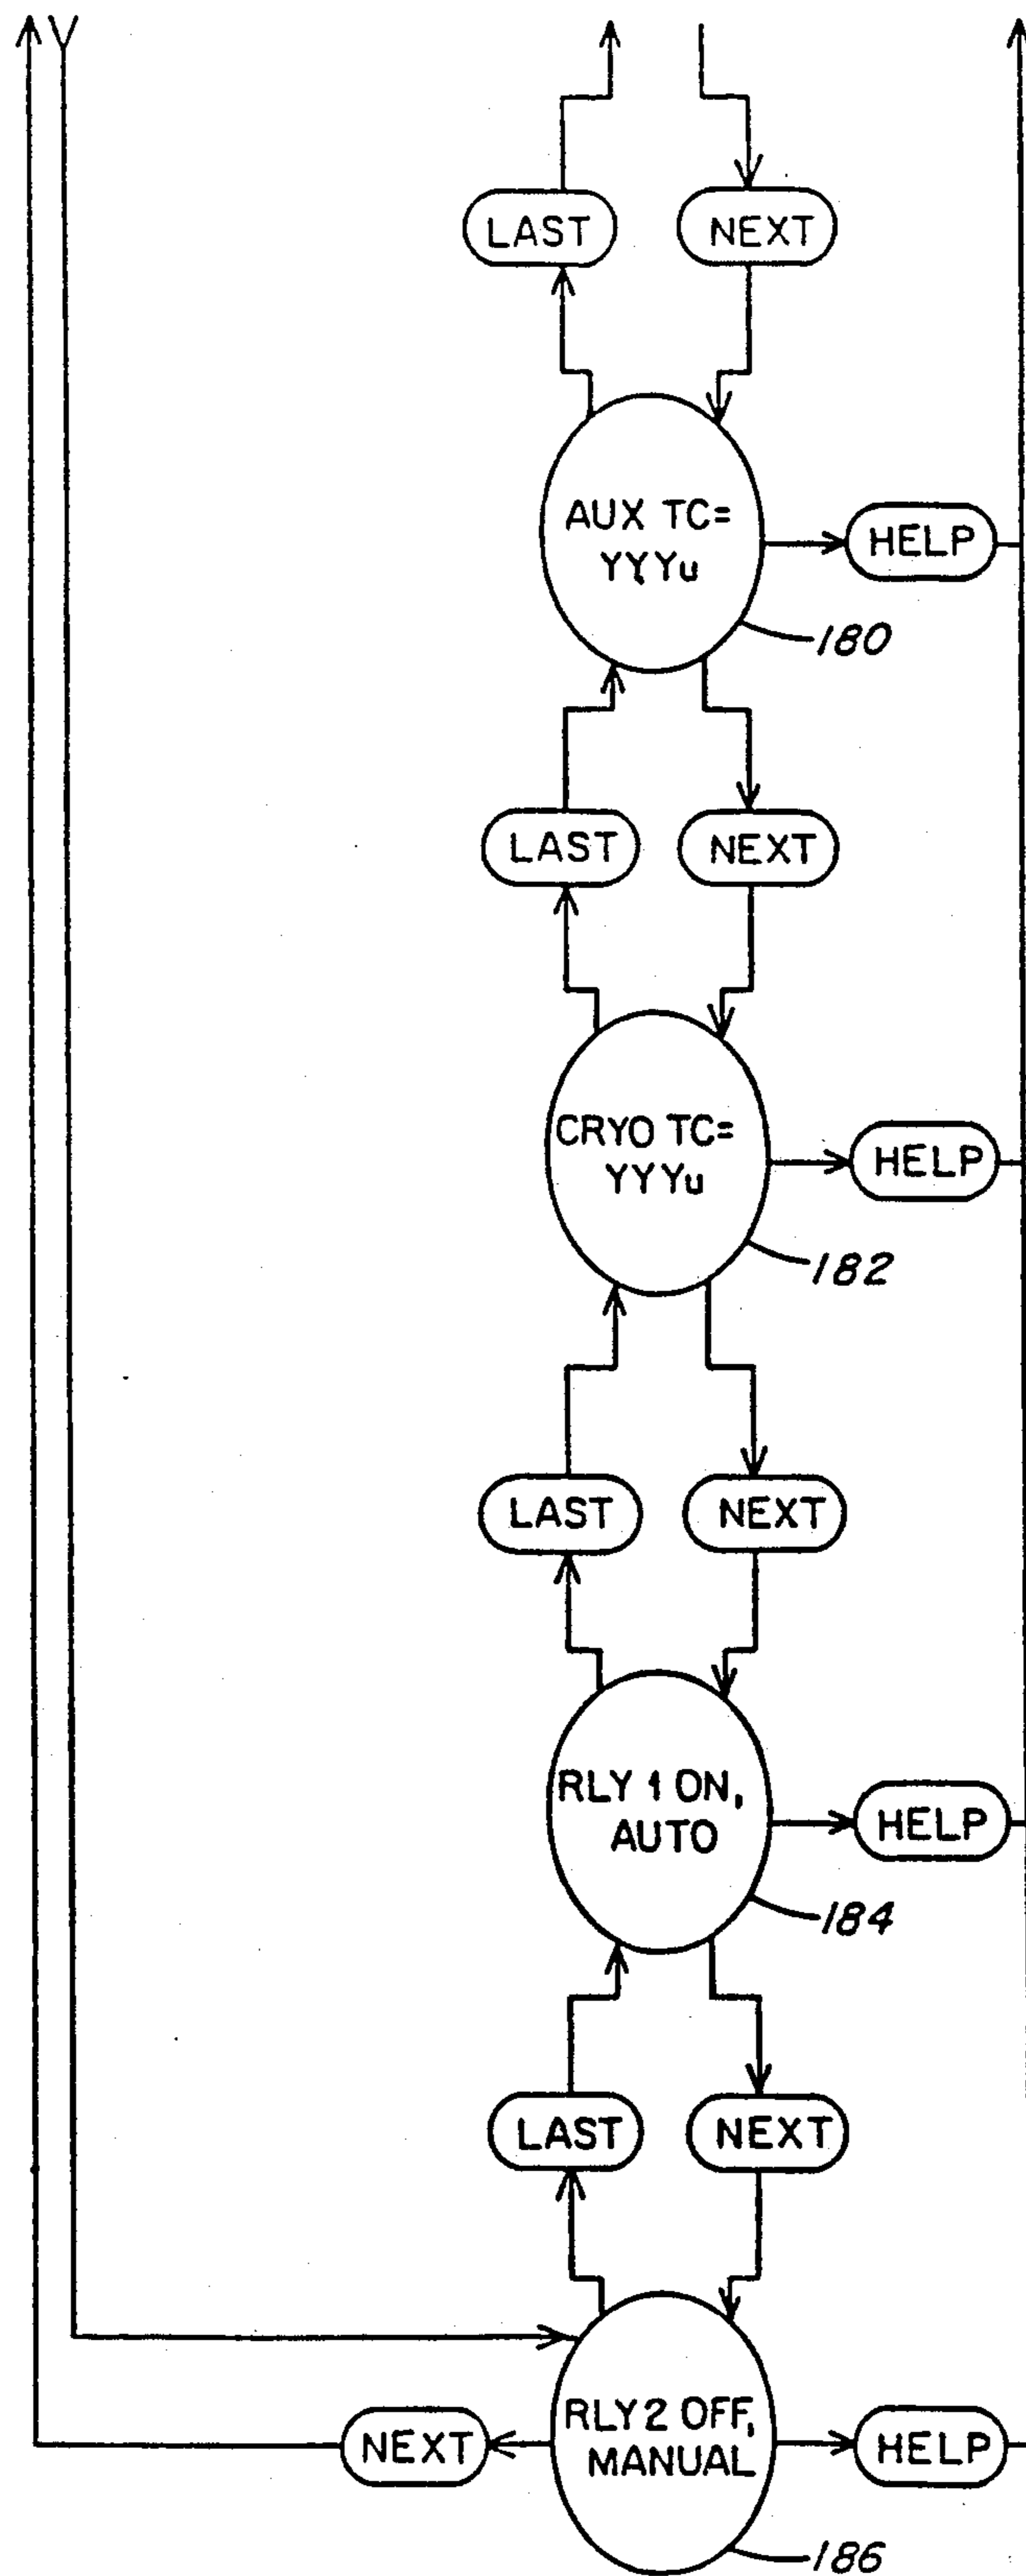 LAST NEXT
AUX TC=
YYYu
HELP
180
LAST NEXT
CRYO TC=
YYYu
HELP
182
LAST NEXT
RLY 1 ON,
AUTO
HELP
184
LAST NEXT
NEXT
RLY2 OFF,
MANUAL
HELP
186